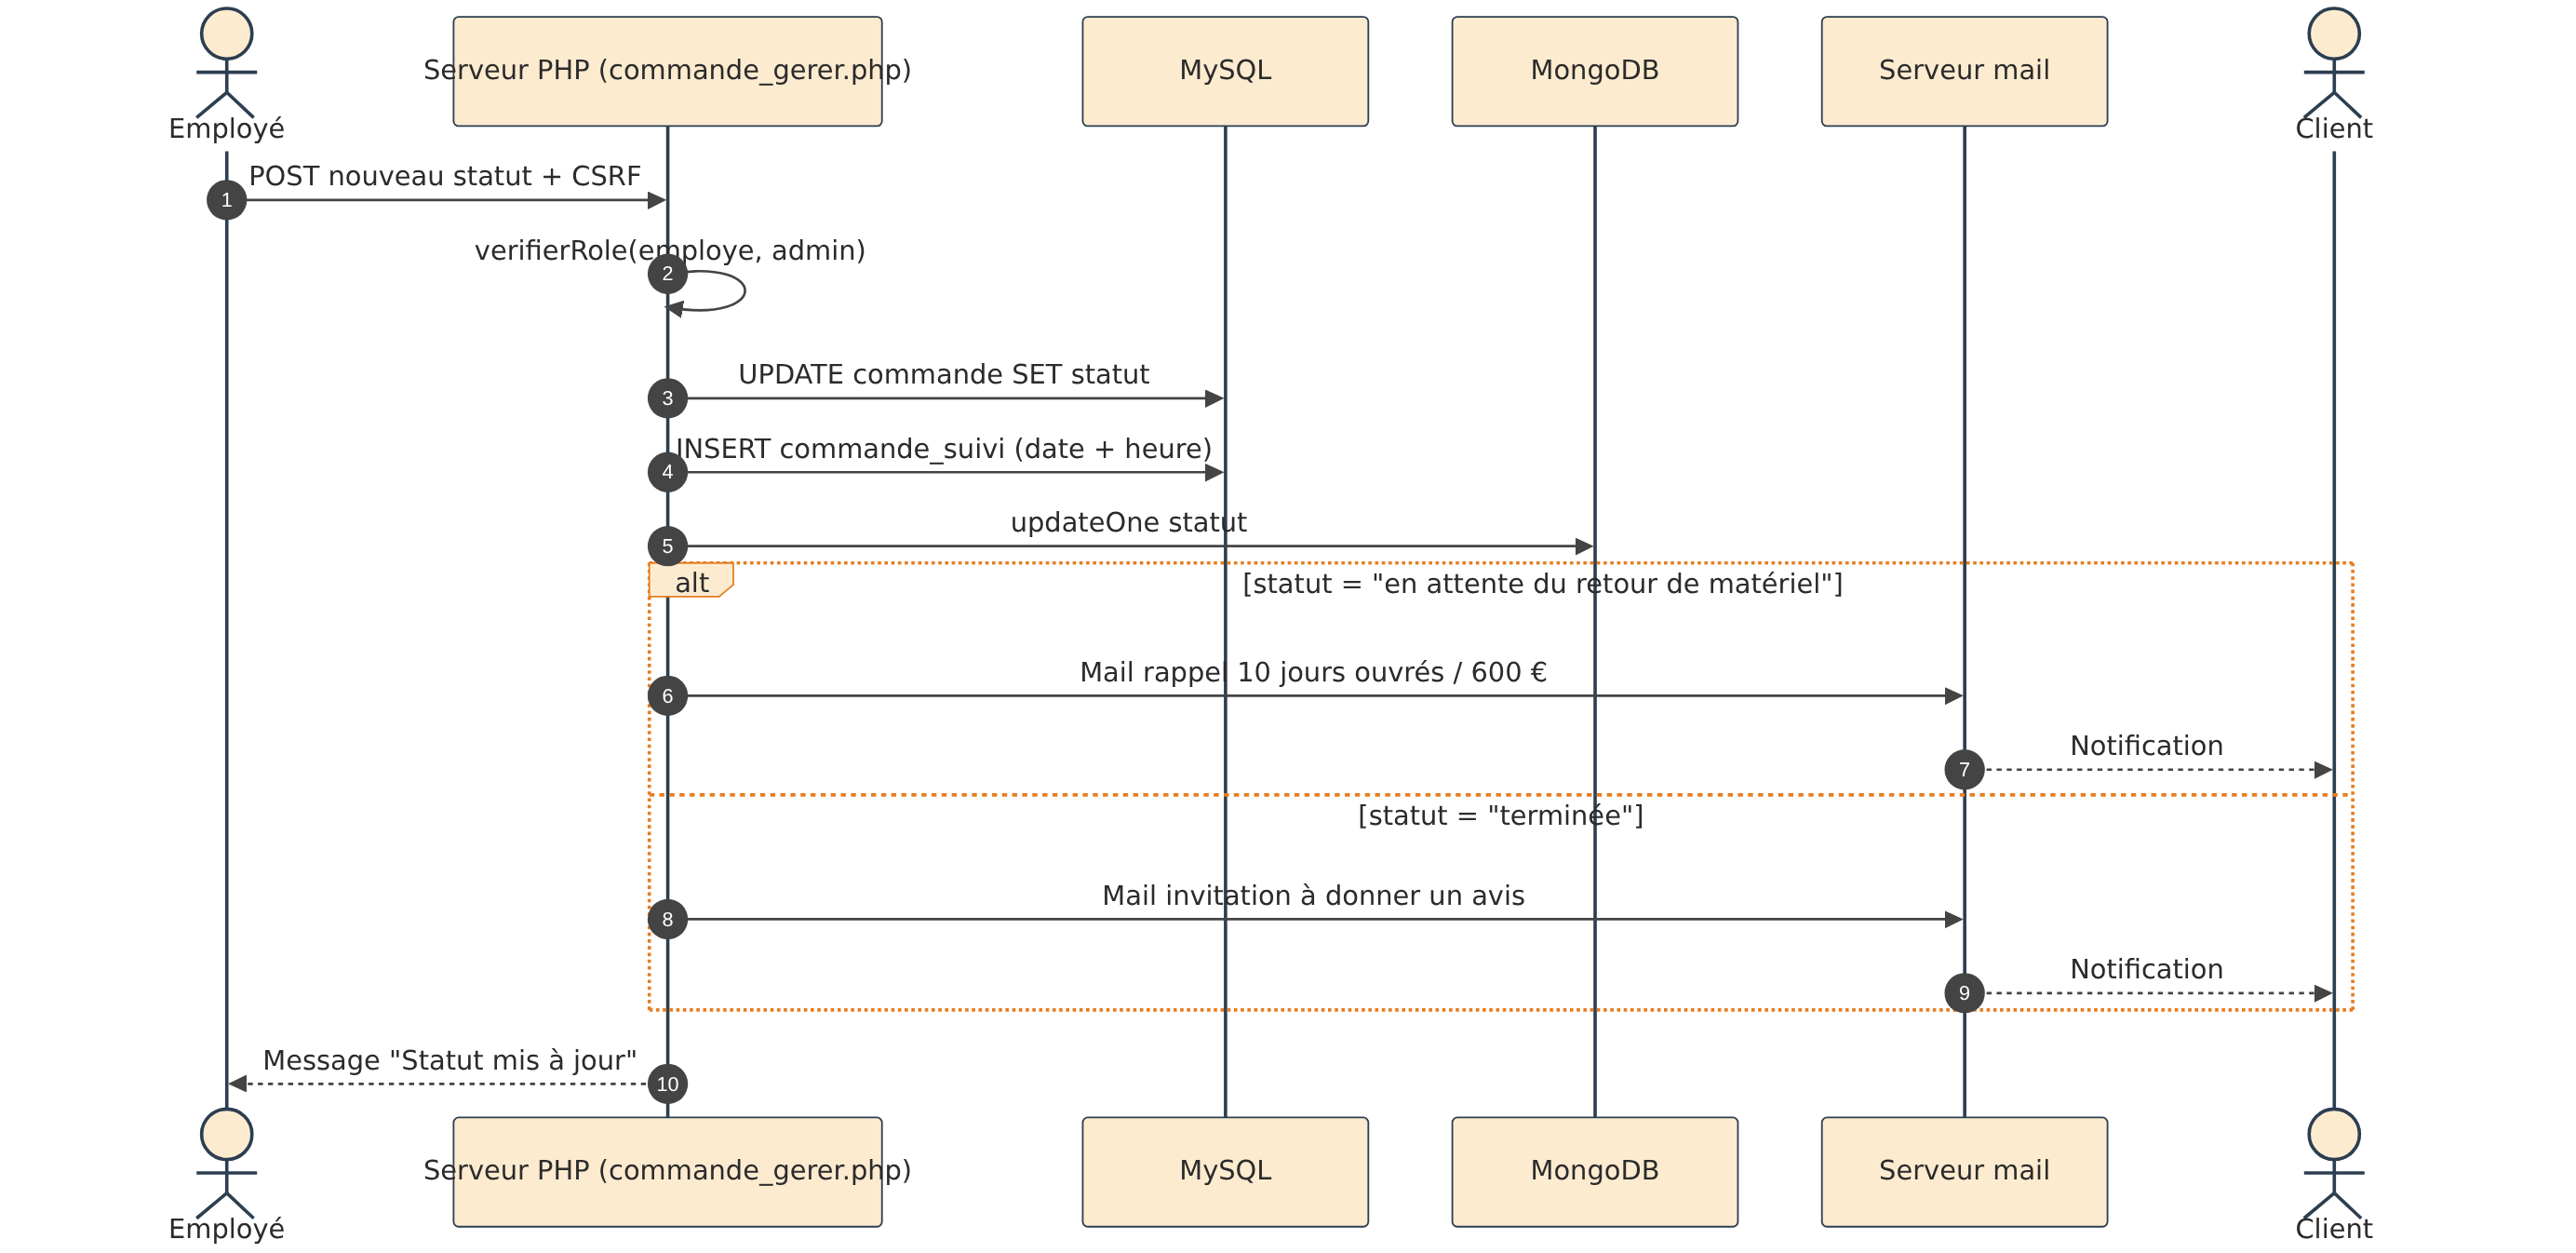 Serveur PHP (commande_gerer.php)
MySQL
MongoDB
Serveur mail
Employé
Client
POST nouveau statut + CSRF
1
verifierRole(employe, admin)
2
UPDATE commande SET statut
3
INSERT commande_suivi (date + heure)
4
updateOne statut
5
alt
[statut = "en attente du retour de matériel"]
Mail rappel 10 jours ouvrés / 600 €
6
Notification
7
[statut = "terminée"]
Mail invitation à donner un avis
8
Notification
9
Message "Statut mis à jour"
10
Serveur PHP (commande_gerer.php)
MySQL
MongoDB
Serveur mail
Employé
Client